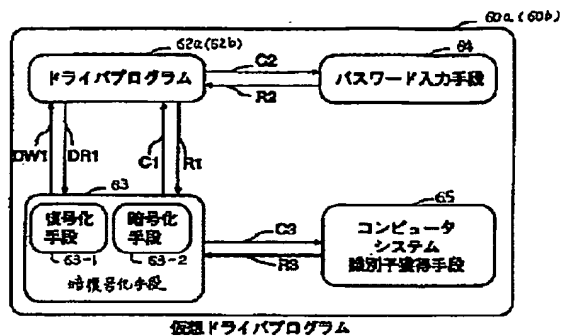 60a(60b)
62a(62b)
ドライバプログラム
C2
R2
64
パスワード入力手段
DW1
DR1
C1
R1
63
復号化
手段
暗号化
手段
63-1
63-2
暗復号化手段
C3
R3
65
コンピュータ
システム
識別子獲得手段
仮想ドライバプログラム